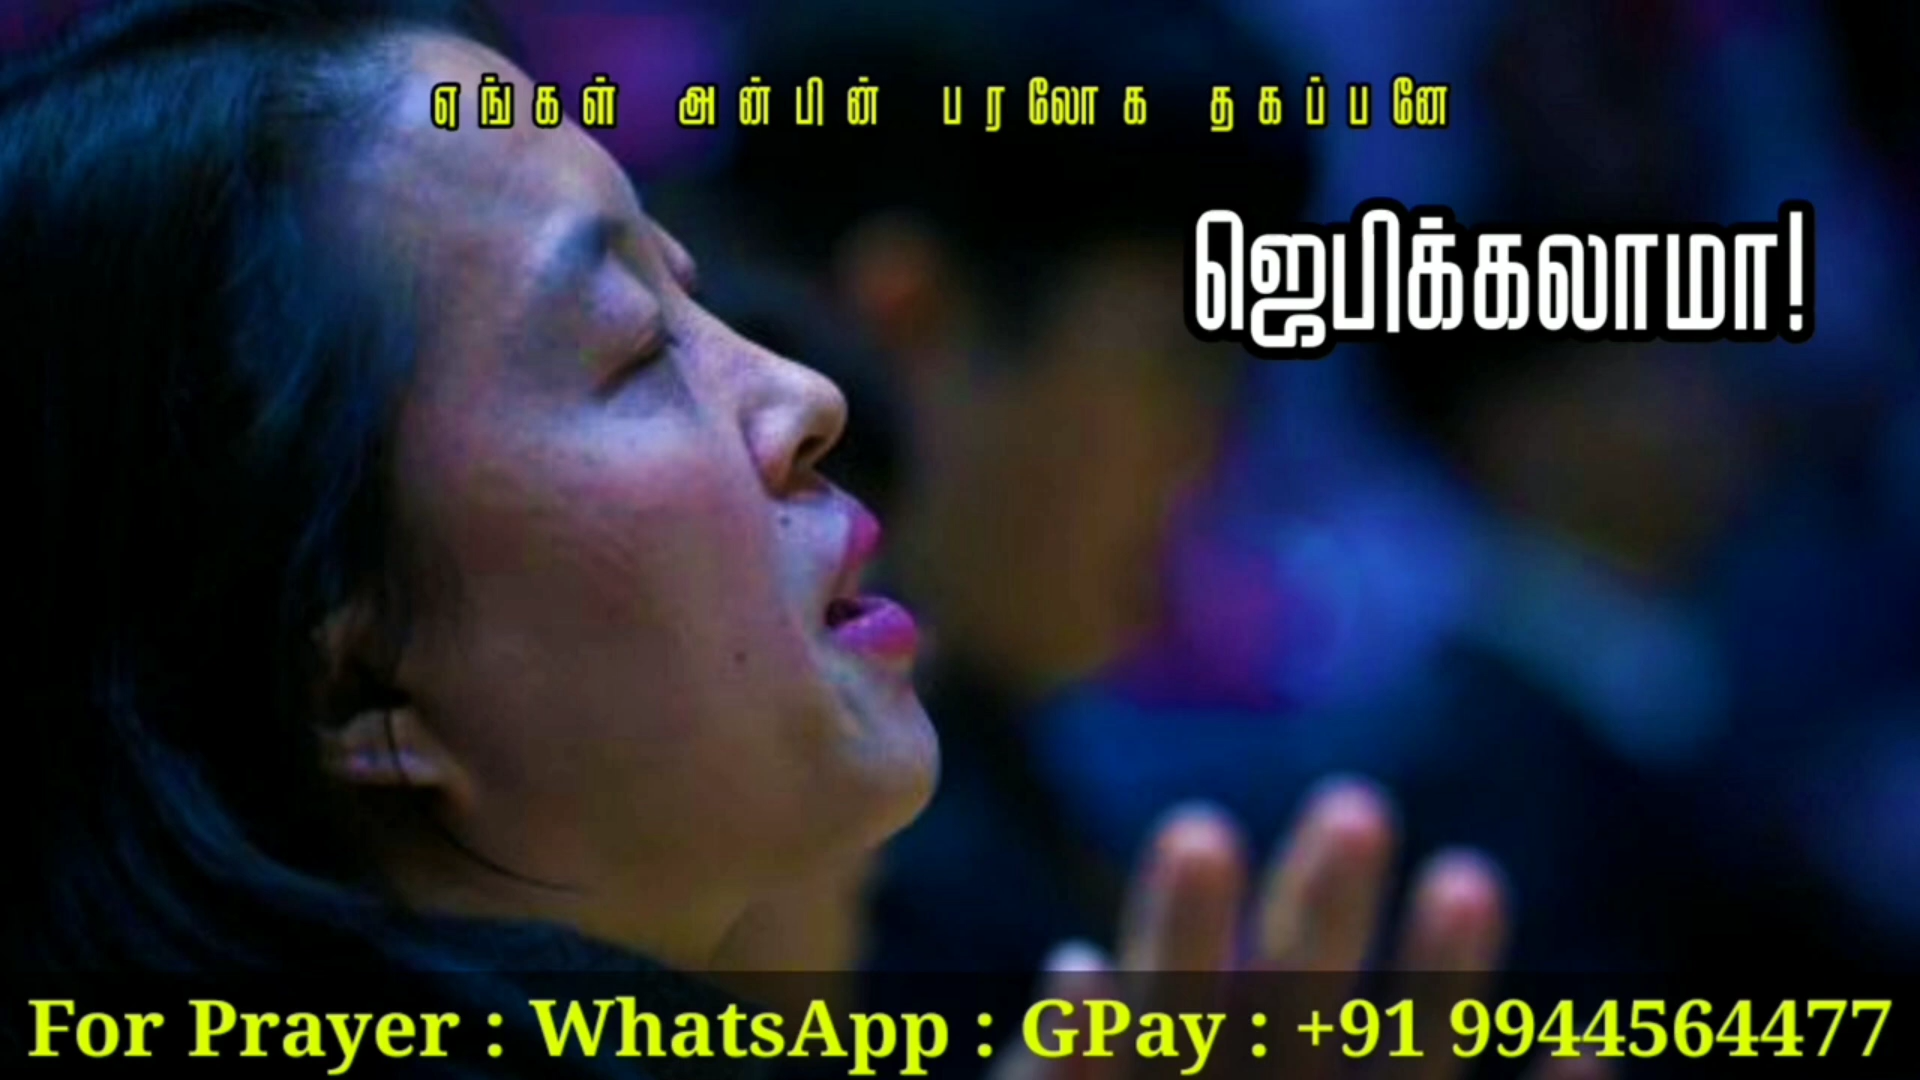 எங்கள் அன்பின் பரலோக தகப்பனே
ஜெபிக்கலாமா!
For Prayer : WhatsApp : GPay : +91 9944564477